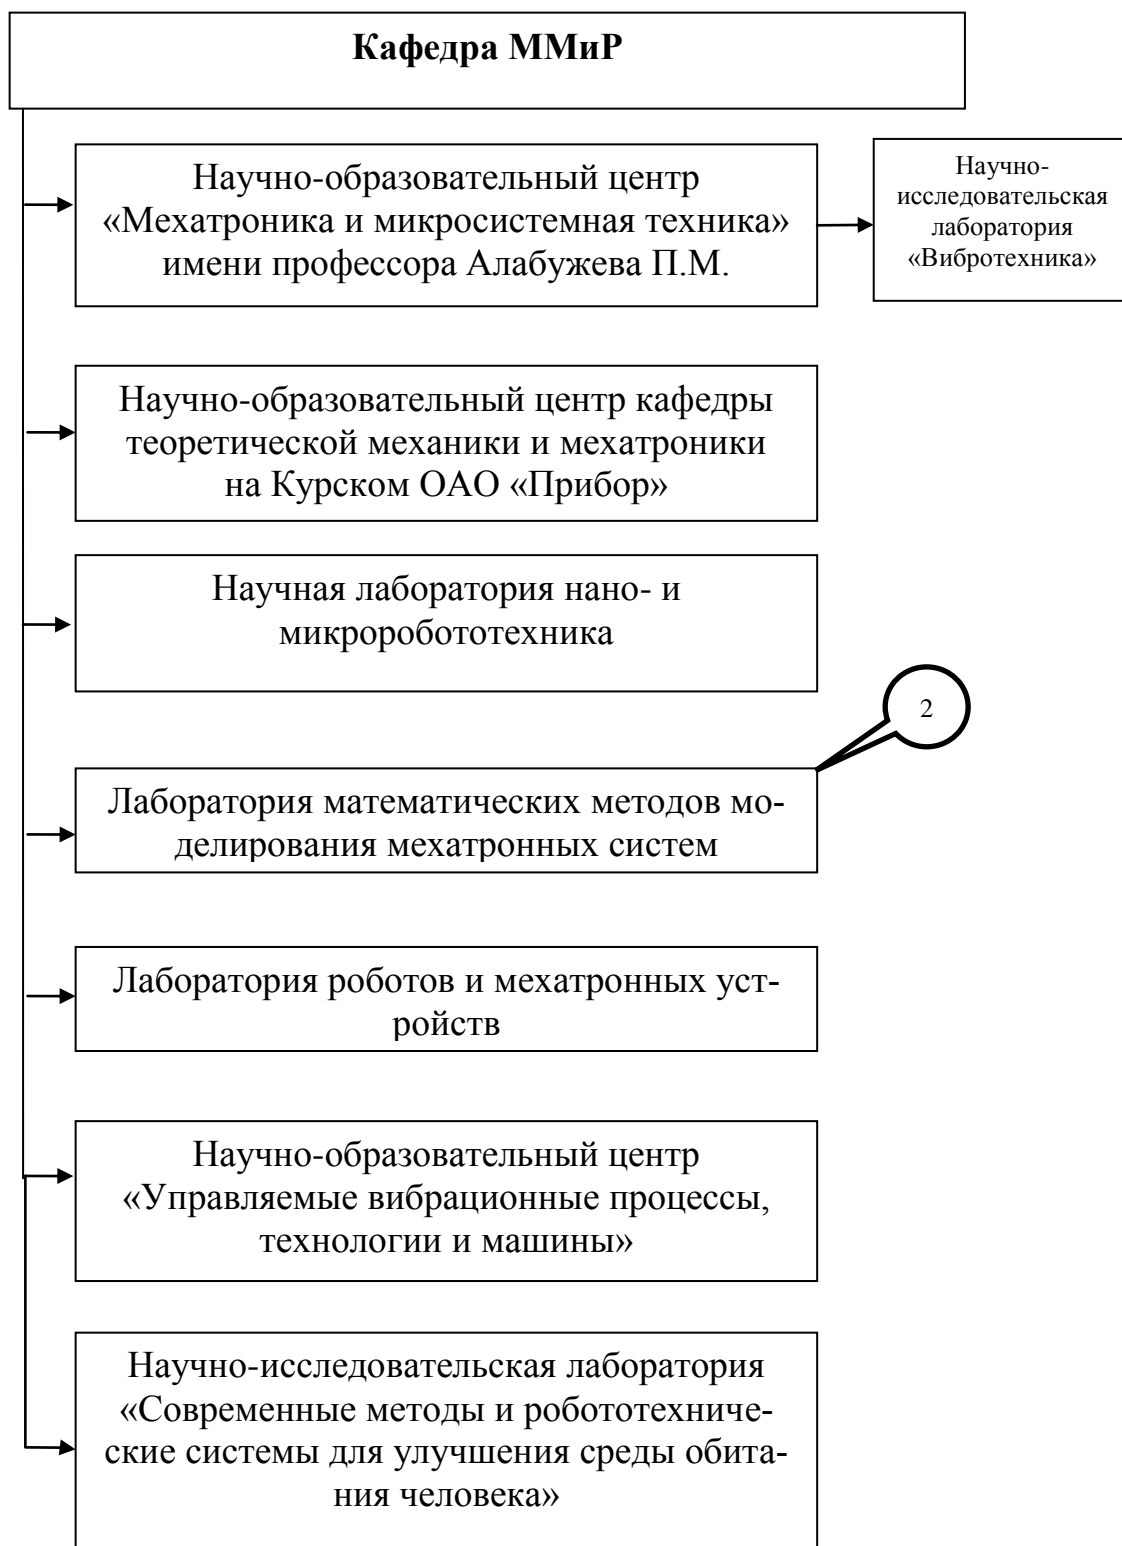 Кафедра ММиР
Научно-образовательный центр
«Мехатроника и микросистемная техника»
имени профессора Алабужева П.М.
Научно-
исследовательская
лаборатория
«Вибротехника»
Научно-образовательный центр кафедры
теоретической механики и мехатроники
на Курском ОАО «Прибор»
Научная лаборатория нано- и
микроробототехника
2
Лаборатория математических методов мо-
делирования мехатронных систем
Лаборатория роботов и мехатронных уст-
ройств
Научно-образовательный центр
«Управляемые вибрационные процессы,
технологии и машины»
Научно-исследовательская лаборатория
«Современные методы и робототехниче-
ские системы для улучшения среды обита-
ния человека»